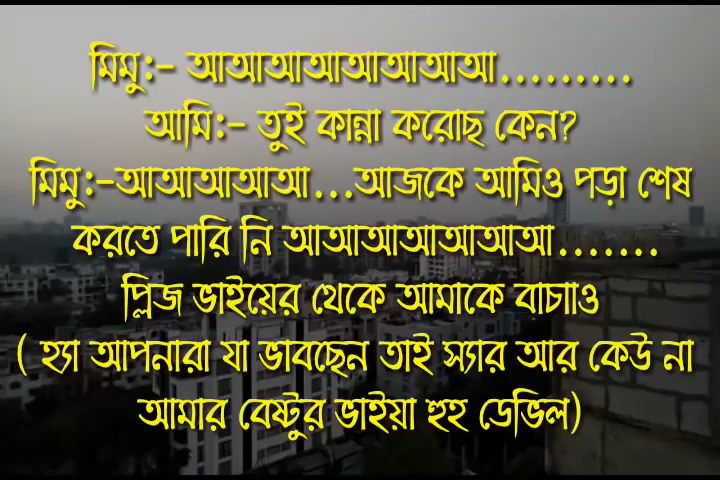 মিমু:- আআআআআআআআ.........
আমি:- তুই কান্না করোছ কেন?
মিমু:-আআআআআ...আজকে আমিও পড়া শেষ
করতে পারি নি আআআআআআআ.......
প্লিজ ভাইয়ের থেকে আমাকে বাচাাও
( হ্যা আপনারা যা ভাবছেন তাই স্যার আর কেউ না
আমার বেষ্টুর ভাইয়া হুহ ডেভিল)